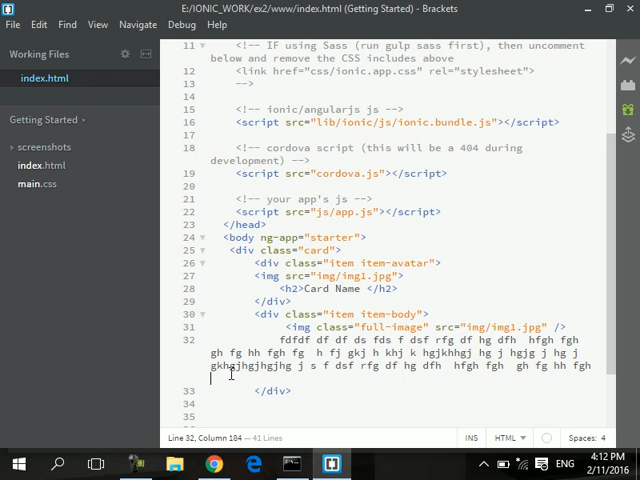 E:/IONIC_WORK/ex2/www/index.html (Getting Started) - Brackets
File Edit Find View Navigate Debug Help
Working Files
index.html
Getting Started
screenshots
index.html
main.css
11 <!-- IF using Sass (run gulp sass first), then uncomment
below and remove the CSS includes above
12 <link href="css/ionic.app.css" rel="stylesheet">
13 -->
14
15 <!-- ionic/angularjs js -->
16 <script src="lib/ionic/js/ionic.bundle.js"></script>
17
18 <!-- cordova script (this will be a 404 during
development) -->
19 <script src="cordova.js"></script>
20
21 <!-- your app's js -->
22 <script src="js/app.js"></script>
23 </head>
24 <body ng-app="starter">
25 <div class="card">
26 <div class="item item-avatar">
27 <img src="img/img1.jpg">
28 <h2>Card Name </h2>
29 </div>
30 <div class="item item-body">
31 <img class="full-image" src="img/img1.jpg" />
32 fdfdf df df ds fds f dsf rfg df hg dfh hfgh fgh
gh fg hh fgh fg h fj gkj h khj k hgjkhhgj hg j hgjg j hg j
gkhgjhgjhgjhg j s f dsf rfg df hg dfh hfgh fgh gh fg hh fgh
33 </div>
34
35
Line 32, Column 184 — 41 Lines
INS HTML Spaces: 4
ENG
4:12 PM
2/11/2016